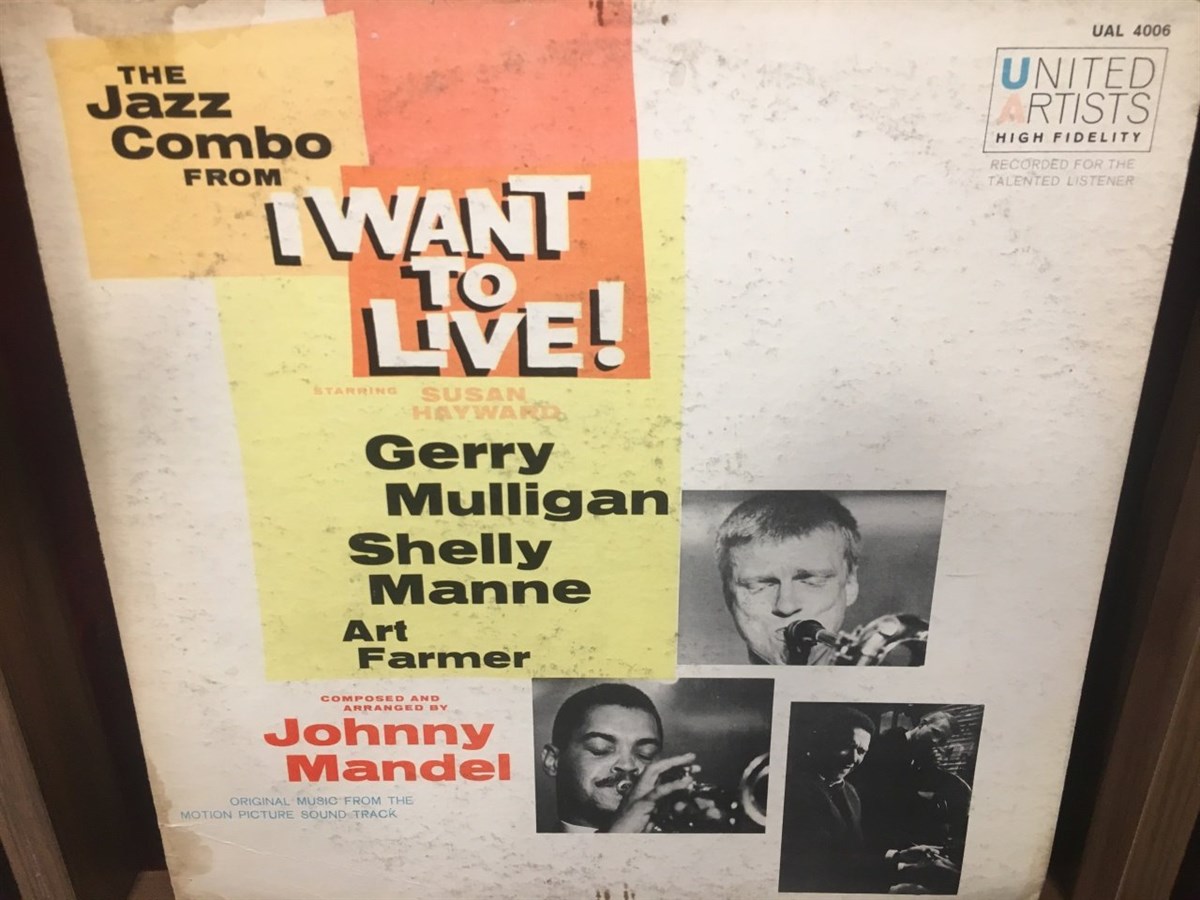 THE
Jazz
Combo
FROM
I WANT
TO
LIVE!
STARRING SUSAN
HAYWARD
Gerry
Mulligan
Shelly
Manne
Art
Farmer
COMPOSED AND
ARRANGED BY
Johnny
Mandel
ORIGINAL MUSIC FROM THE
MOTION PICTURE SOUND TRACK
UAL 4006
UNITED
ARTISTS
HIGH FIDELITY
RECORDED FOR THE
TALENTED LISTENER